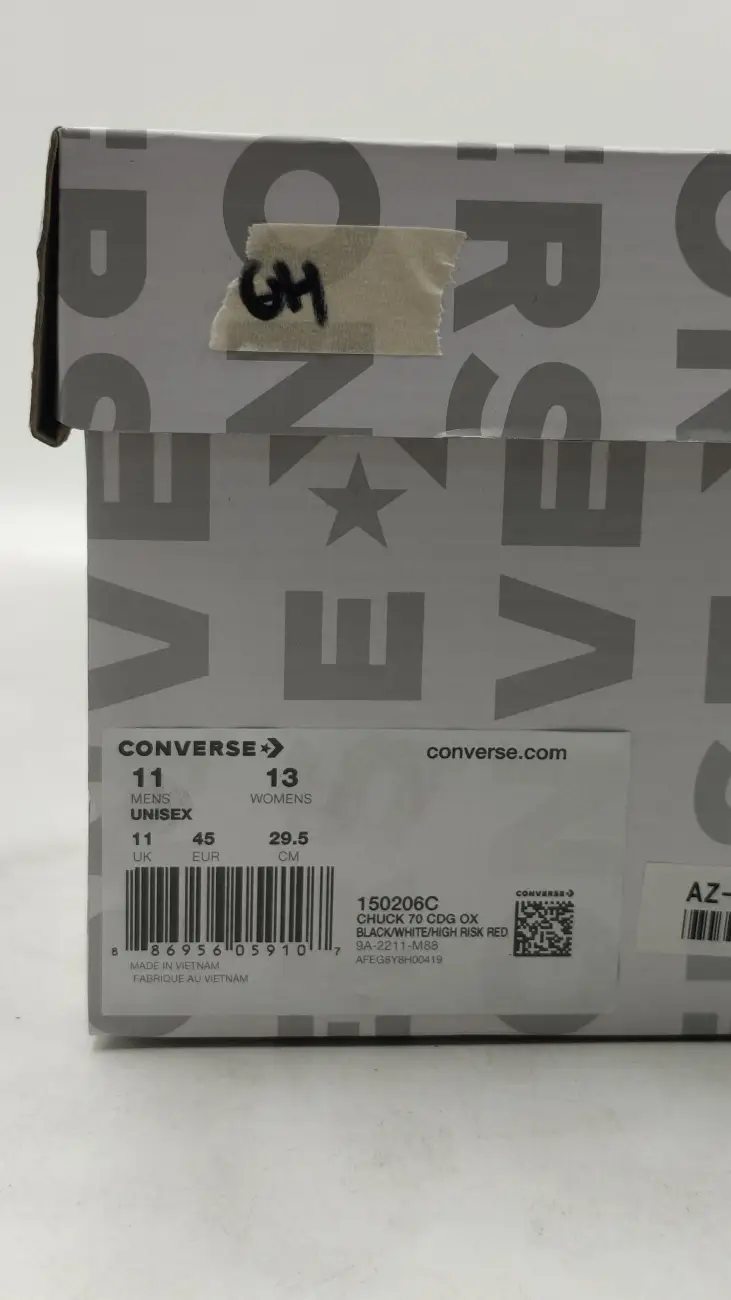 GH
CONVERSE
converse.com
11 13
MENS WOMENS
UNISEX
11 45 29.5
UK EUR CM
CONVERSE
150206C
CHUCK 70 CDG OX
BLACK/WHITE/HIGH RISK RED
9A-2211-M88
AFEG8Y8H00419
8 86956 05910 7
MADE IN VIETNAM
FABRIQUE AU VIETNAM
AZ-